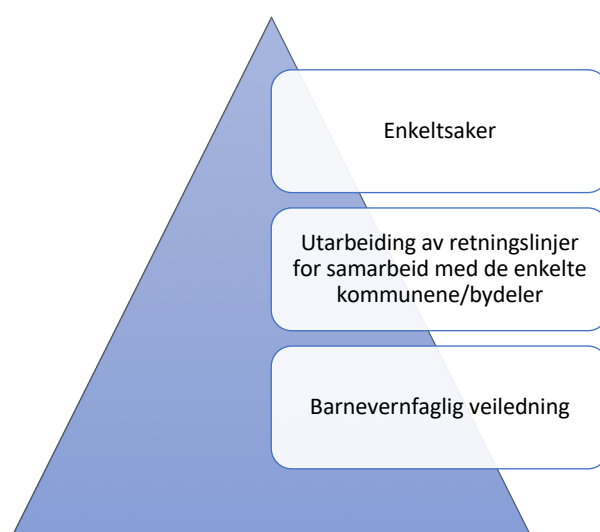 Enkeltsaker
Utarbeiding av retningslinjer
for samarbeid med de enkelte
kommunene/bydeler
Barnevernfaglig veiledning